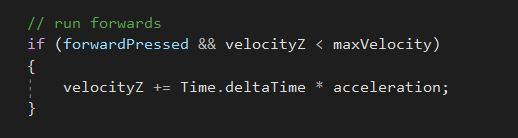 // run forwards
if (forwardPressed && velocityZ < maxVelocity)
{
    velocityZ += Time.deltaTime * acceleration;
}